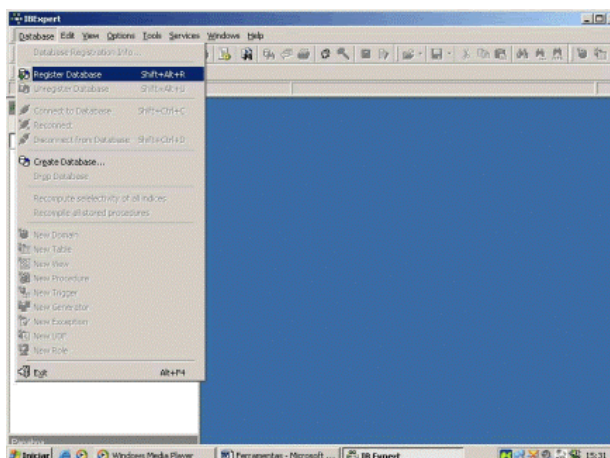 IBExpert
Database Edit View Options Tools Services Windows Help
Database Registration Info...
Register Database Shift+Alt+R
Unregister Database Shift+Alt+U
Connect to Database Shift+Ctrl+C
Reconnect
Disconnect from Database Shift+Ctrl+D
Create Database...
Drop Database
Recompute selelectivity of all indices
Recompile all stored procedures
New Domain
New Table
New View
New Procedure
New Trigger
New Generator
New Exception
New UDF
New Role
Exit Alt+F4
Iniciar Windows Media Player Ferramentas - Microsoft ... IB Expert 15:31